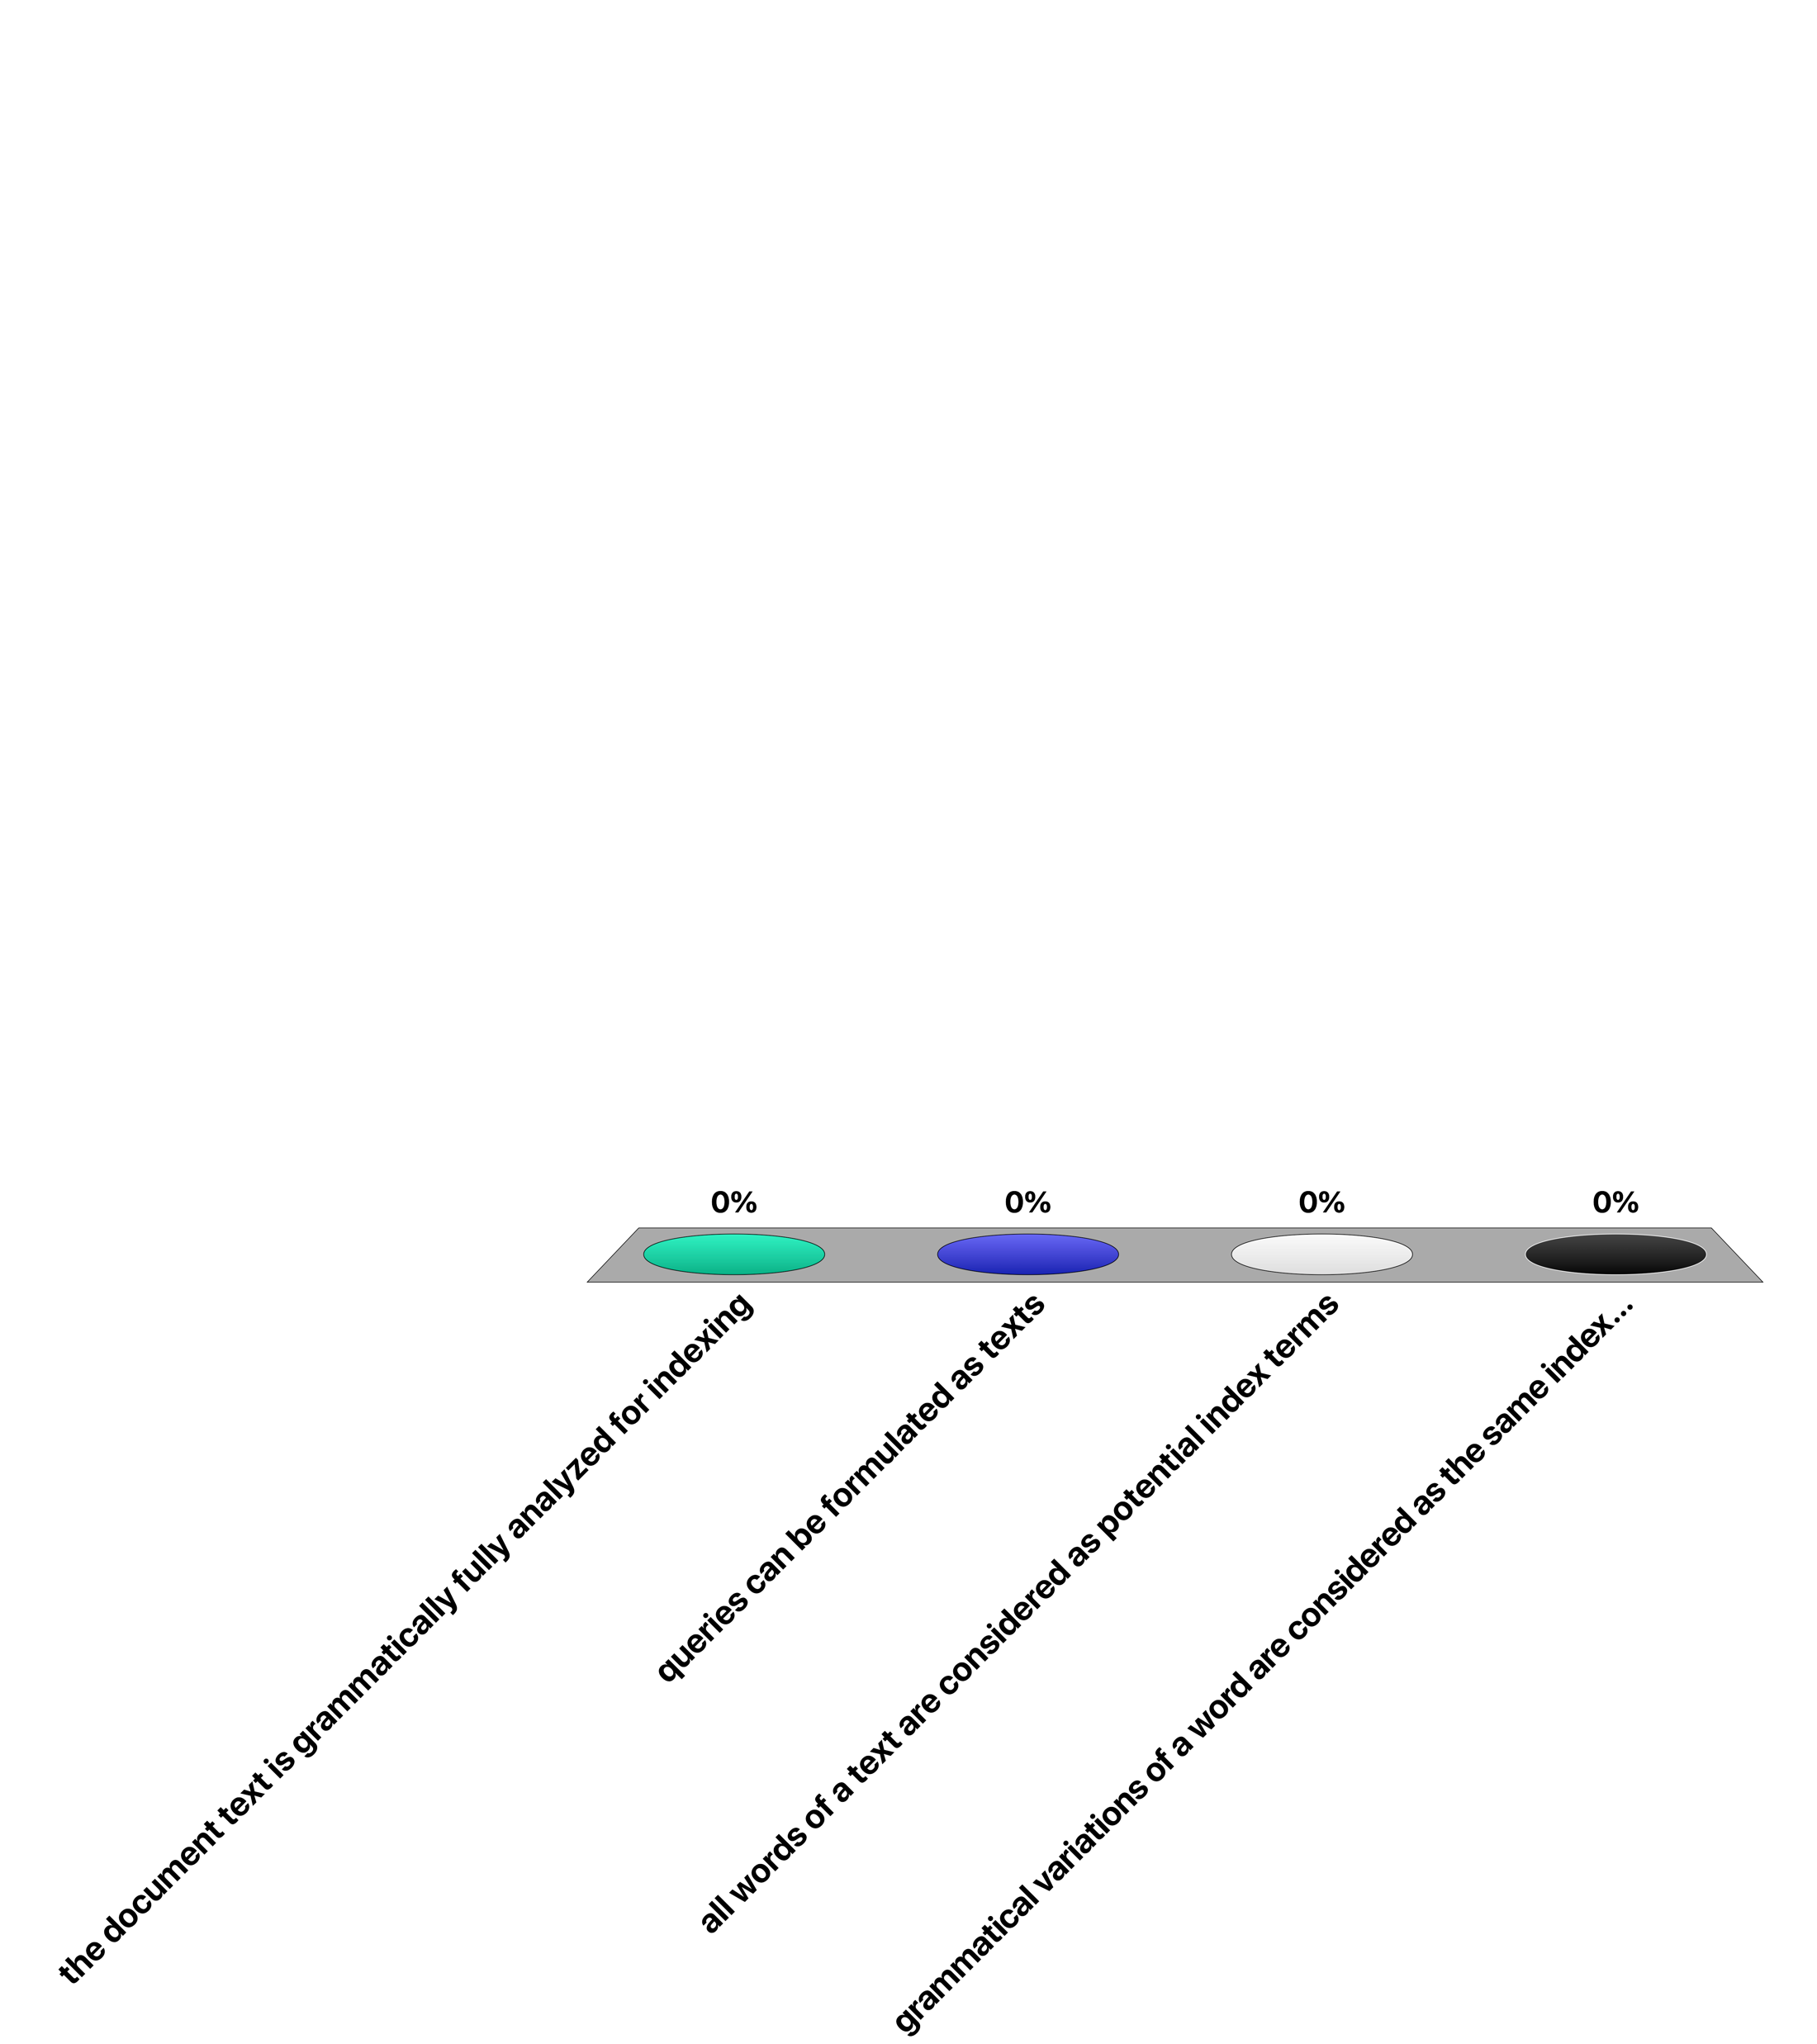 0%
0%
0%
0%
the document text is grammatically fully analyzed for indexing
queries can be formulated as texts
all words of a text are considered as potential index terms
grammatical variations of a word are considered as the same index...